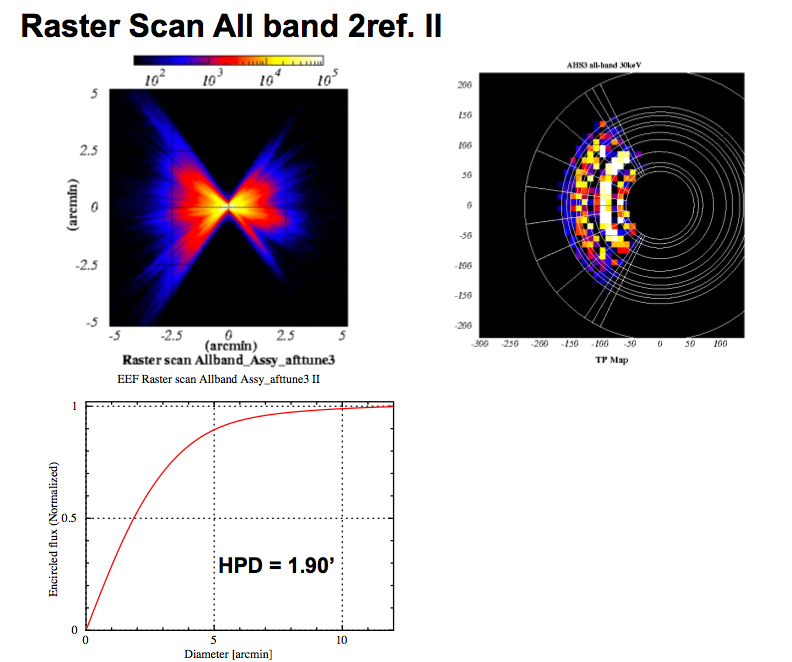 Raster Scan All band 2ref. II
10^2 10^3 10^4 10^5
5
2.5
0
-2.5
-5
(arcmin)
-5 -2.5 0 2.5 5
(arcmin)
Raster scan Allband_Assy_afttune3
AHS3 all-band 30keV
200
150
100
50
0
-50
-100
-150
-200
-300 -250 -200 -150 -100 -50 0 50 100
TP Map
EEF Raster scan Allband Assy_afttune3 II
1
0.5
0
Encircled flux (Normalized)
HPD = 1.90’
0 5 10
Diameter [arcmin]